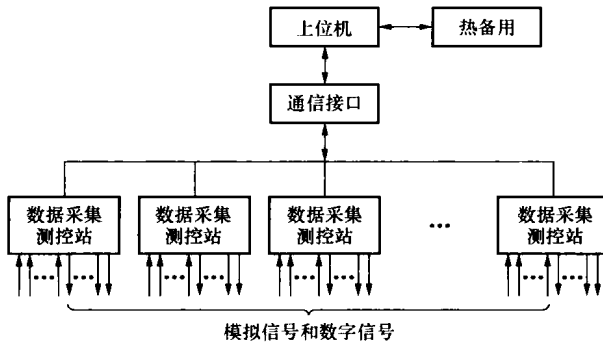 上位机
热备用
通信接口
数据采集
测控站
数据采集
测控站
数据采集
测控站
…
数据采集
测控站
模拟信号和数字信号